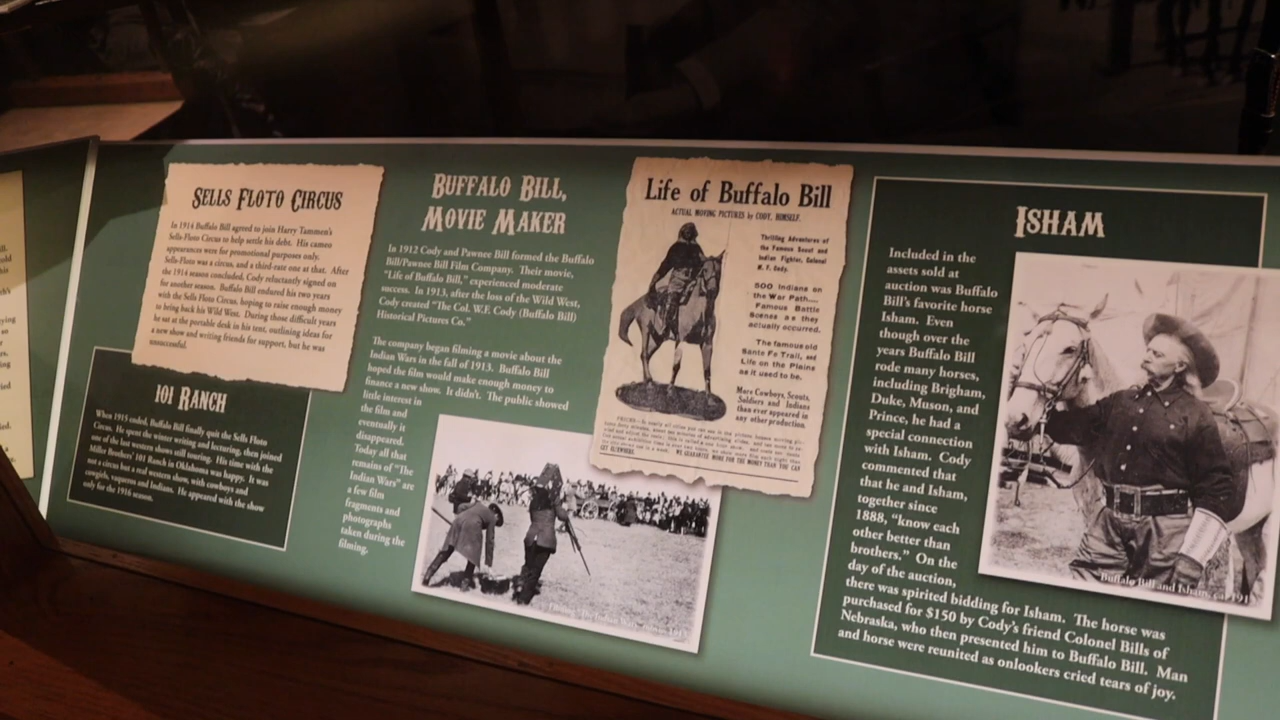 SELLS FLOTO CIRCUS
In 1914 Buffalo Bill agreed to join Harry Tammen's
Sells-Floto Circus to help settle his debt. His cameo
appearances were for promotional purposes only.
Sells-Floto was a circus, and a third-rate one at that. After
the 1914 season concluded, Cody reluctantly signed on
for another season. Buffalo Bill endured his two years
with the Sells Floto Circus, hoping to raise enough money
to bring back his Wild West. During those difficult years
he sat at the portable desk in his tent, outlining ideas for
a new show and writing friends for support, but he was
unsuccessful.
101 RANCH
When 1915 ended, Buffalo Bill finally quit the Sells Floto
Circus. He spent the winter writing and lecturing, then joined
one of the last western shows still touring. His time with the
Miller Brothers' 101 Ranch in Oklahoma was happy. It was
not a circus but a real western show, with cowboys and
cowgirls, vaqueros and Indians. He appeared with the show
only for the 1916 season.
BUFFALO BILL,
MOVIE MAKER
In 1912 Cody and Pawnee Bill formed the Buffalo
Bill/Pawnee Bill Film Company. Their movie,
"Life of Buffalo Bill," experienced moderate
success. In 1913, after the loss of the Wild West,
Cody created "The Col. W.F. Cody (Buffalo Bill)
Historical Pictures Co."
The company began filming a movie about the
Indian Wars in the fall of 1913. Buffalo Bill
hoped the film would make enough money to
finance a new show. It didn't. The public showed
little interest in
the film and
eventually it
disappeared.
Today all that
remains of "The
Indian Wars" are
a few film
fragments and
photographs
taken during the
filming.
Life of Buffalo Bill
ACTUAL MOVING PICTURES by CODY, HIMSELF.
Thrilling Adventures of
the Famous Scout and
Indian Fighter, Colonel
W. F. Cody.
500 Indians on
the War Path—
Famous Battle
Scenes as they
actually occurred.
The famous old
Santa Fe Trail, and
Life on the Plains
as it used to be.
More Cowboys, Scouts,
Soldiers and Indians
than ever appeared in
any other production.
WE GUARANTEE MORE FOR THE MONEY THAN YOU CAN
GET ELSEWHERE.
ISHAM
Included in the
assets sold at
auction was Buffalo
Bill's favorite horse
Isham. Even
though over the
years Buffalo Bill
rode many horses,
including Brigham,
Duke, Muson, and
Prince, he had a
special connection
with Isham. Cody
commented that
that he and Isham,
together since
1888, "know each
other better than
brothers." On the
day of the auction,
there was spirited bidding for Isham. The horse was
purchased for $150 by Cody's friend Colonel Bills of
Nebraska, who then presented him to Buffalo Bill. Man
and horse were reunited as onlookers cried tears of joy.
Buffalo Bill and Isham, ca. 191